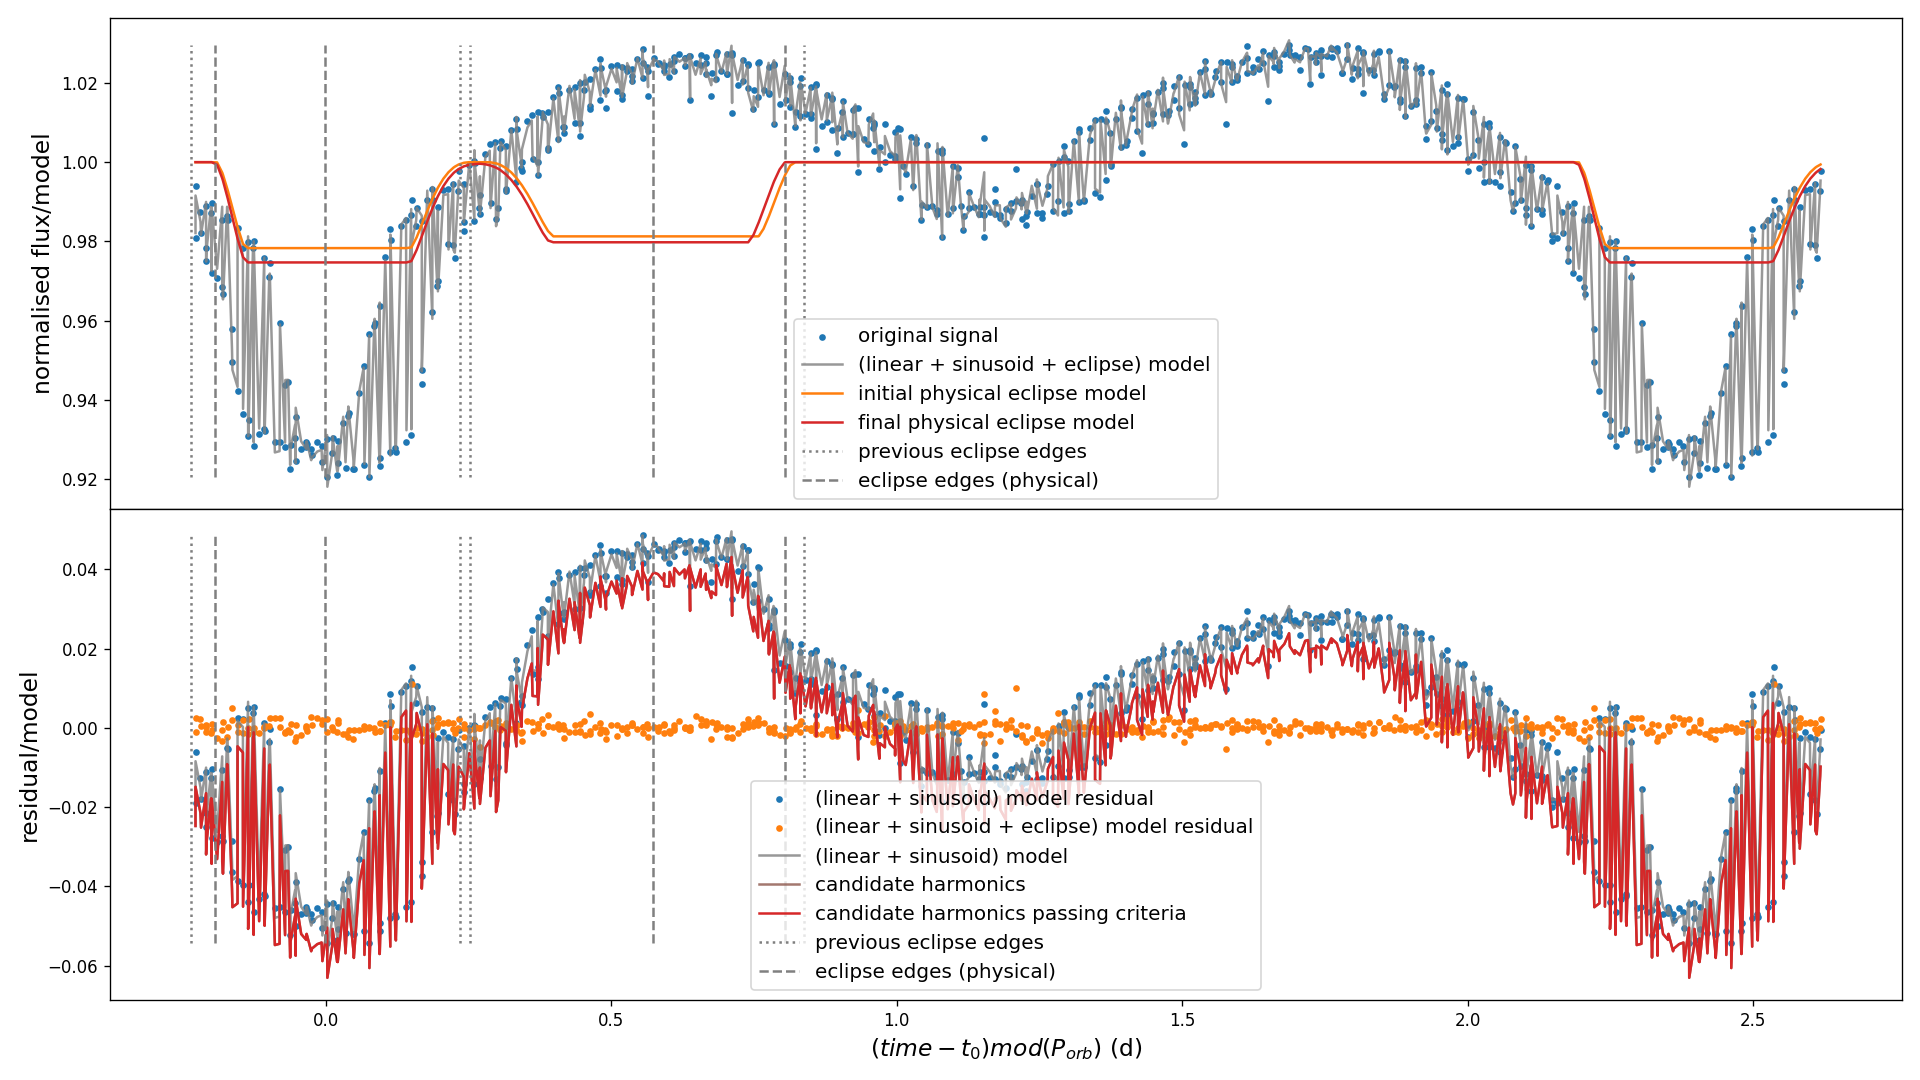 normalised flux/model
1.02
1.00
0.98
0.96
0.94
0.92
original signal
(linear + sinusoid + eclipse) model
initial physical eclipse model
final physical eclipse model
previous eclipse edges
eclipse edges (physical)
residual/model
0.04
0.02
0.00
−0.02
−0.04
−0.06
(linear + sinusoid) model residual
(linear + sinusoid + eclipse) model residual
(linear + sinusoid) model
candidate harmonics
candidate harmonics passing criteria
previous eclipse edges
eclipse edges (physical)
0.0 0.5 1.0 1.5 2.0 2.5
(time − t₀)mod(Pₒᵣb) (d)